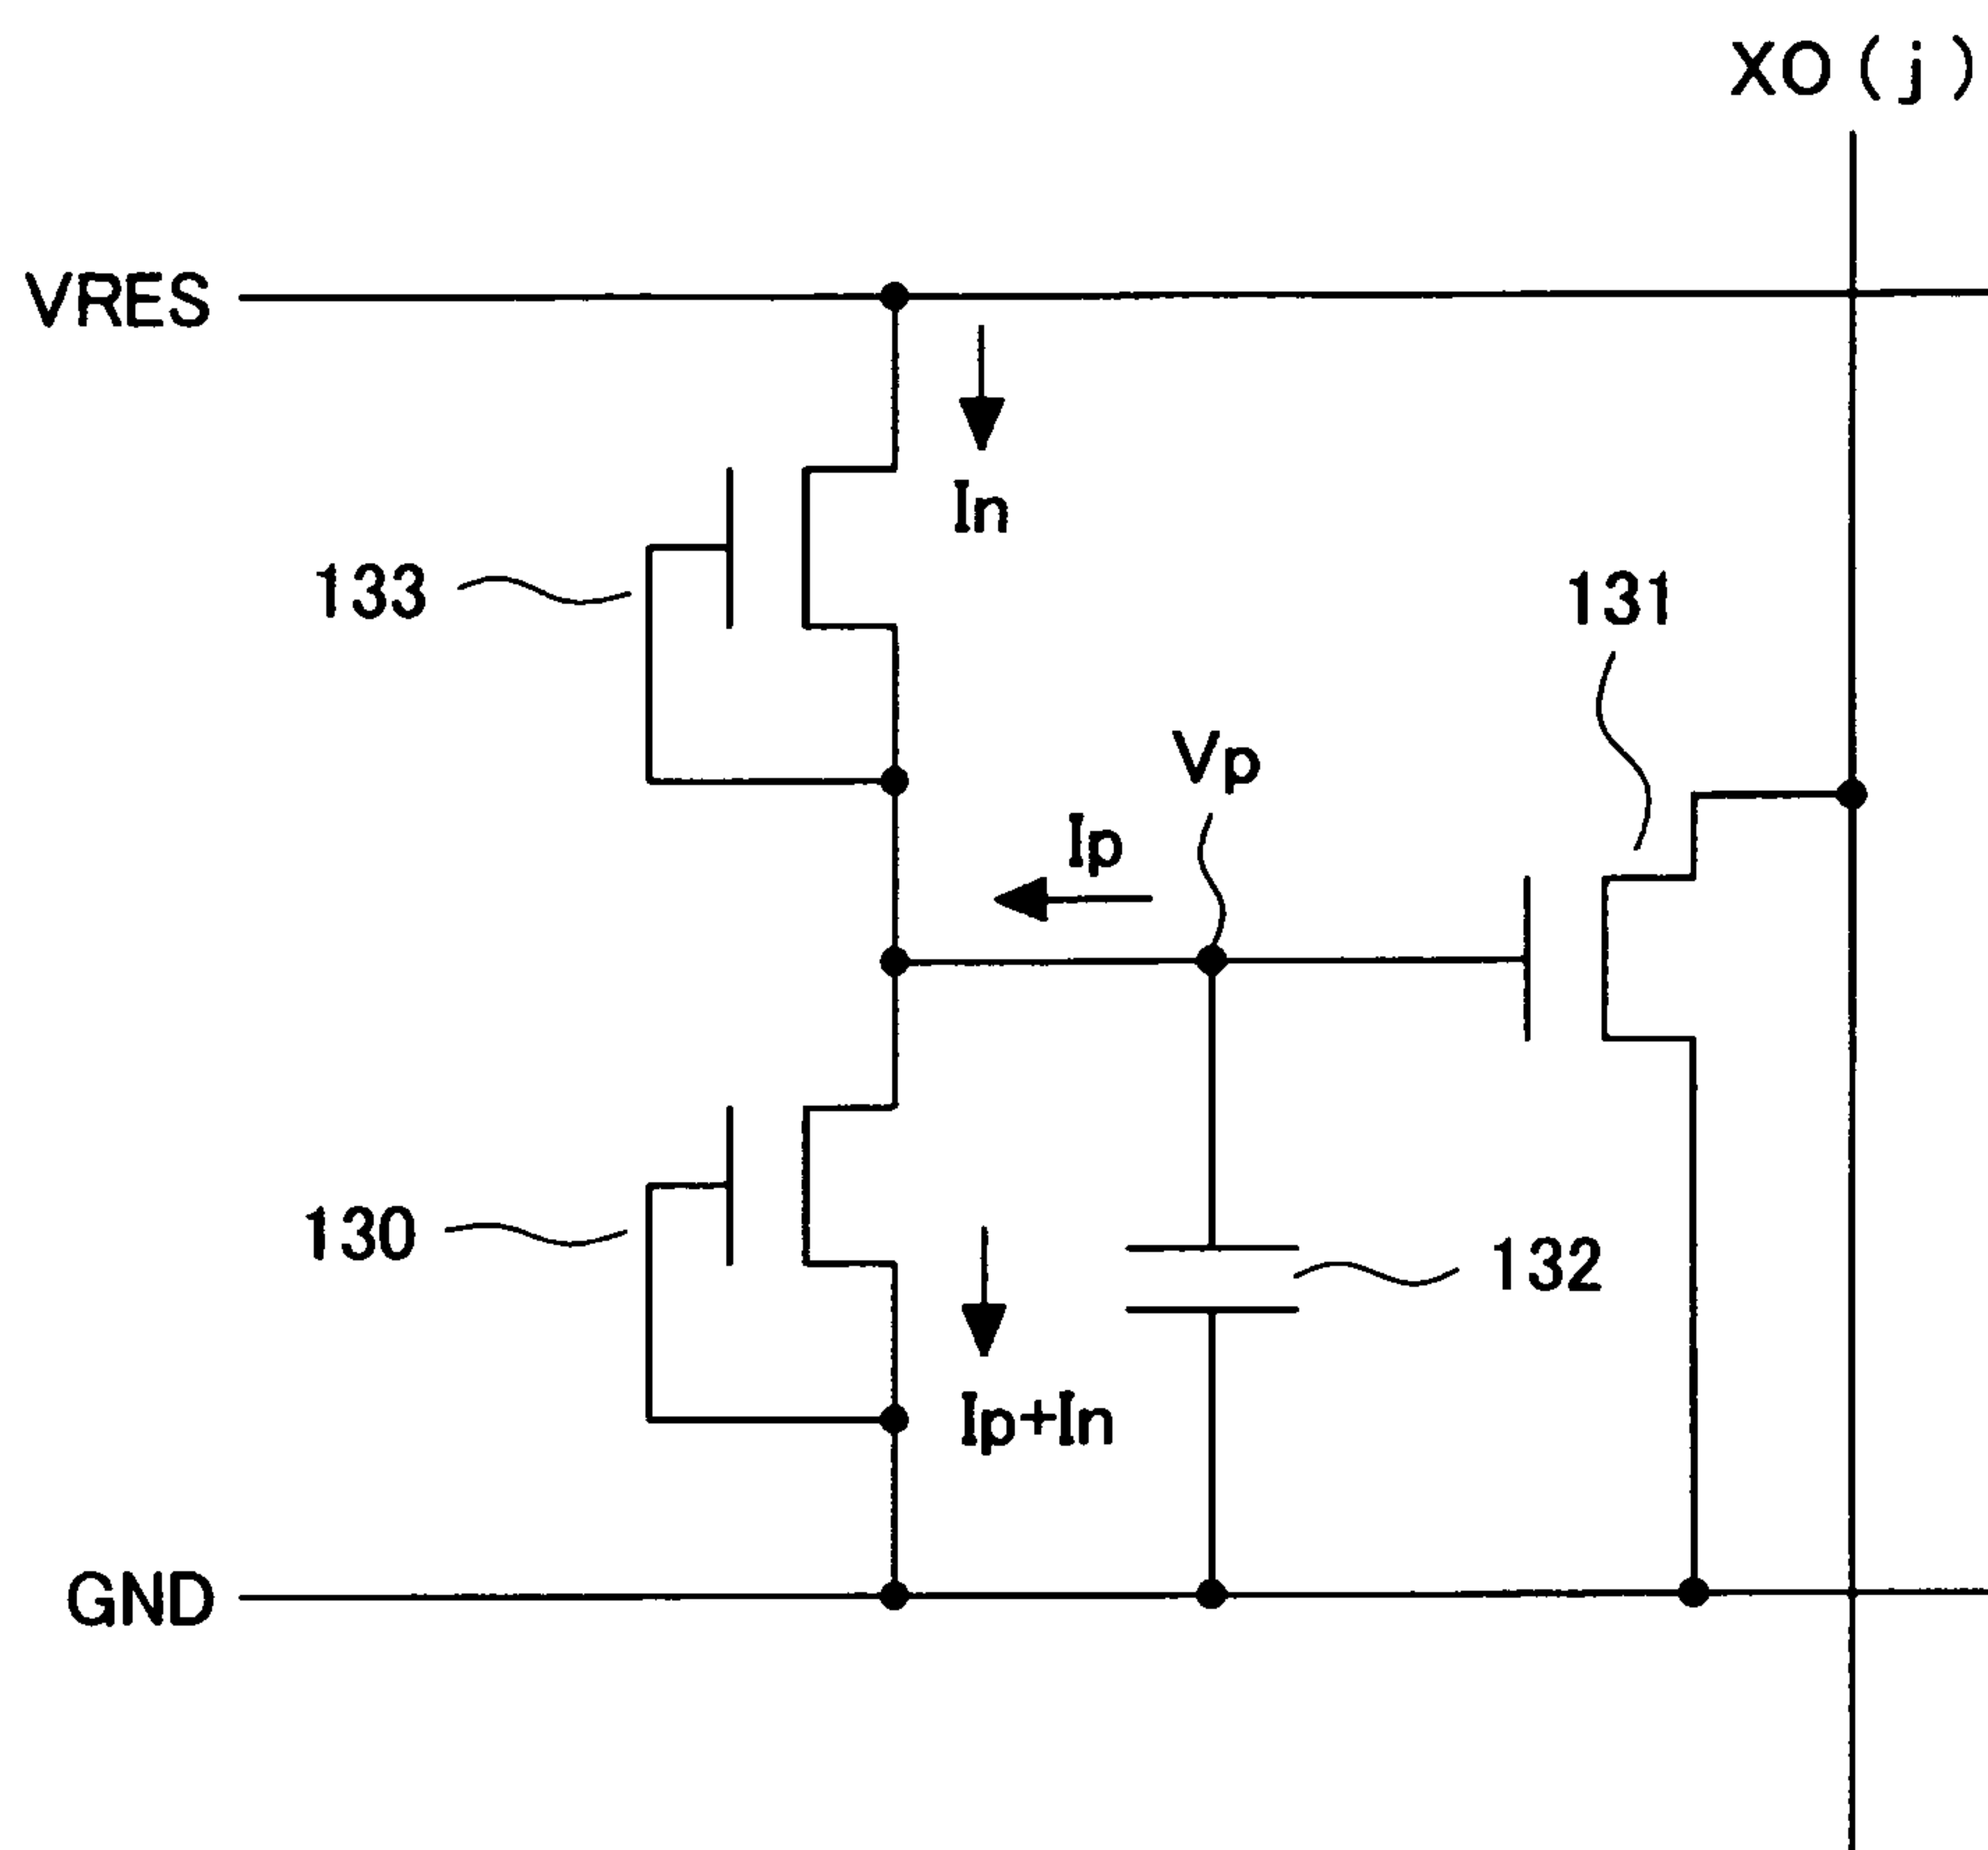 XO(j)
VRES
In
133
131
Vp
Ip
130
132
Ip+In
GND